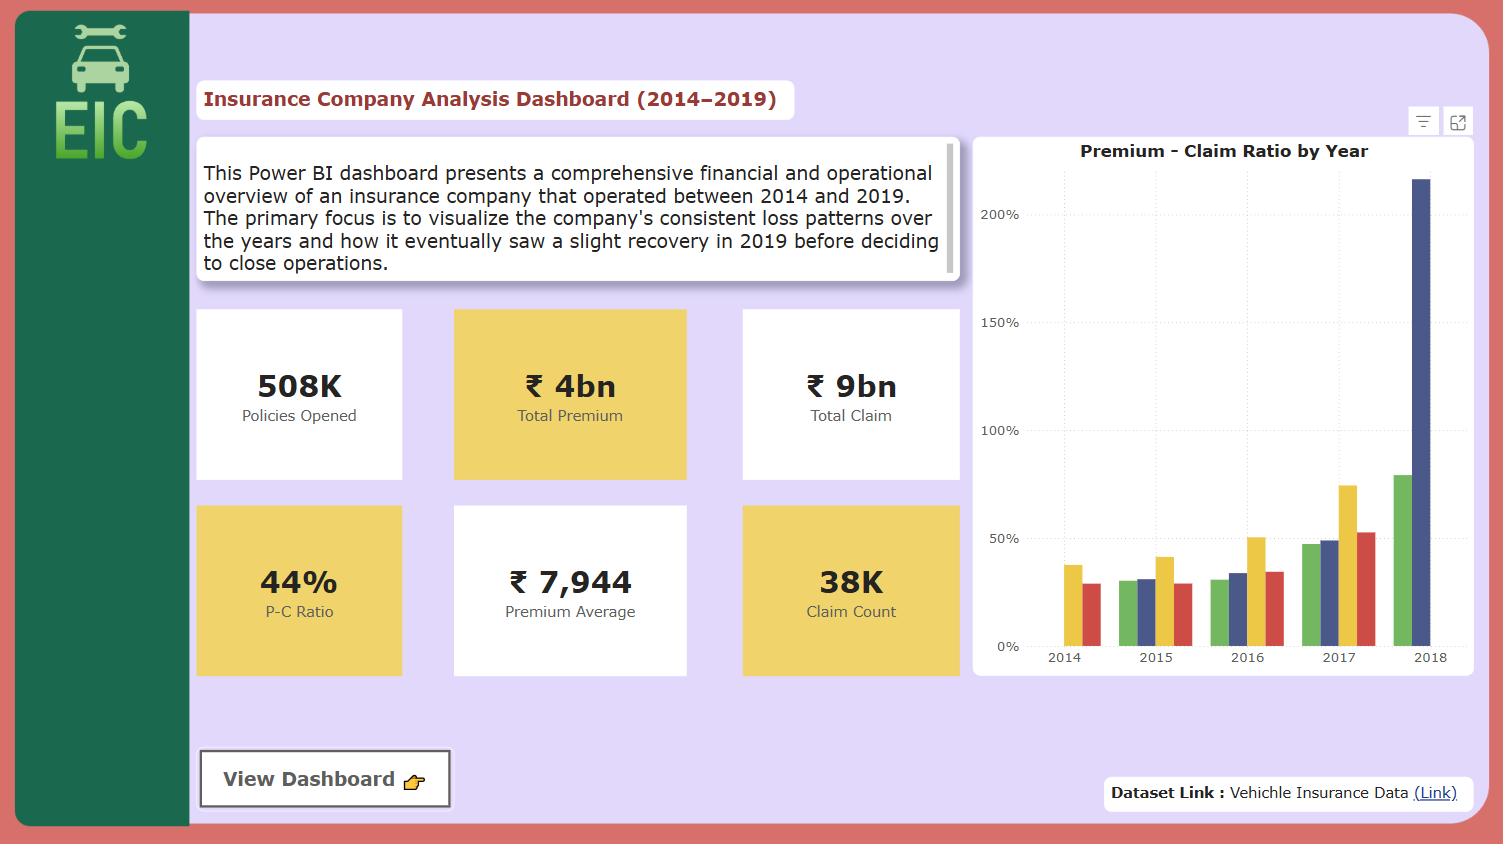 EIC
Insurance Company Analysis Dashboard (2014–2019)
This Power BI dashboard presents a comprehensive financial and operational
overview of an insurance company that operated between 2014 and 2019.
The primary focus is to visualize the company's consistent loss patterns over
the years and how it eventually saw a slight recovery in 2019 before deciding
to close operations.
508K
Policies Opened
₹ 4bn
Total Premium
₹ 9bn
Total Claim
44%
P-C Ratio
₹ 7,944
Premium Average
38K
Claim Count
Premium - Claim Ratio by Year
200%
150%
100%
50%
0%
2014 2015 2016 2017 2018
View Dashboard 👉
Dataset Link : Vehichle Insurance Data (Link)